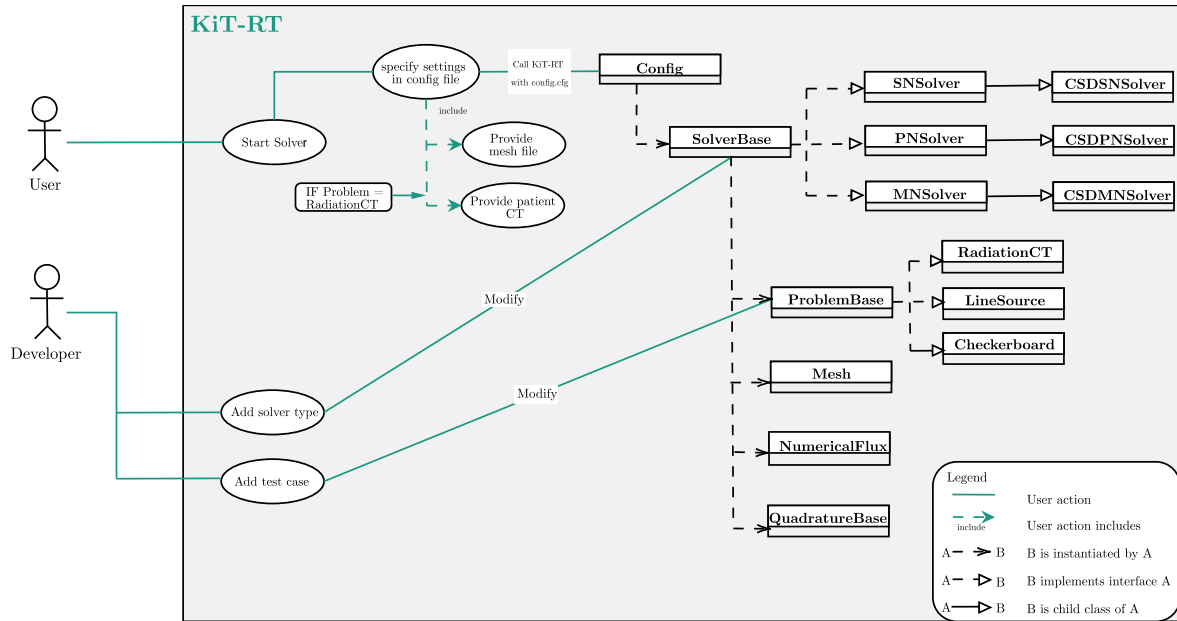 KiT-RT
specify settings
in config file
Call KiT-RT
with config.cfg
Config
include
Start Solver
User
Provide
mesh file
IF Problem =
RadiationCT
Provide patient
CT
SolverBase
SNSolver
CSDSNSolver
PNSolver
CSDPNSolver
MNSolver
CSDMNSolver
Developer
Modify
ProblemBase
RadiationCT
LineSource
Checkerboard
Add solver type
Modify
Mesh
Add test case
NumericalFlux
QuadratureBase
Legend
User action
include
User action includes
A B B is instantiated by A
A B B implements interface A
A B B is child class of A